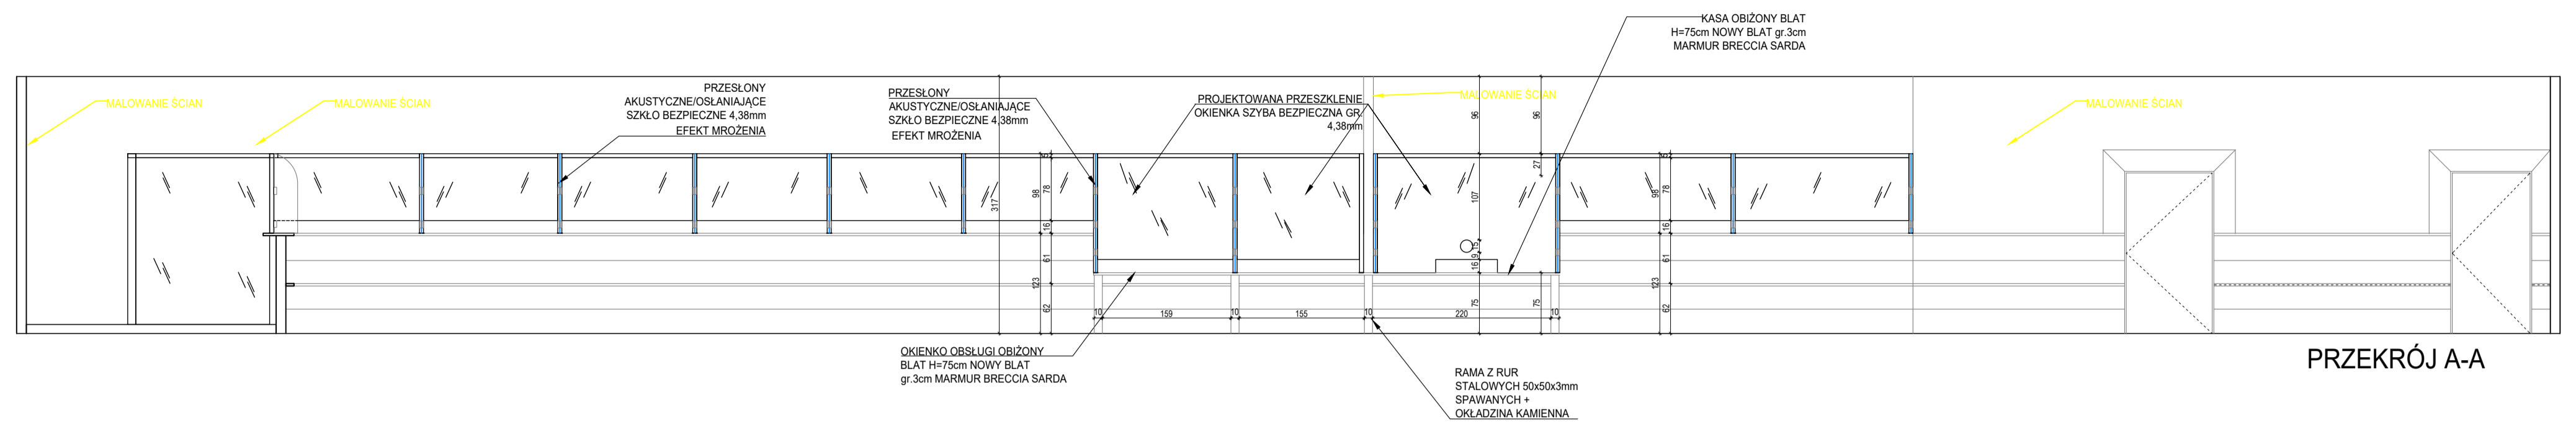 KASA OBIŻONY BLAT
H=75cm NOWY BLAT gr.3cm
MARMUR BRECCIA SARDA
MALOWANIE ŚCIAN
MALOWANIE ŚCIAN
PRZESŁONY
AKUSTYCZNE/OSŁANIAJĄCE
SZKŁO BEZPIECZNE 4,38mm
EFEKT MROŻENIA
PRZESŁONY
AKUSTYCZNE/OSŁANIAJĄCE
SZKŁO BEZPIECZNE 4,38mm
EFEKT MROŻENIA
PROJEKTOWANA PRZESZKLENIE
OKIENKA SZYBA BEZPIECZNA GR.
4,38mm
MALOWANIE ŚCIAN
MALOWANIE ŚCIAN
96
96
5
27
5
98
78
317
107
98
78
16
15
16
9
61
16
61
123
75
75
123
62
62
10
159
10
155
10
220
10
OKIENKO OBSŁUGI OBIŻONY
BLAT H=75cm NOWY BLAT
gr.3cm MARMUR BRECCIA SARDA
RAMA Z RUR
STALOWYCH 50x50x3mm
SPAWANYCH +
OKŁADZINA KAMIENNA
PRZEKRÓJ A-A